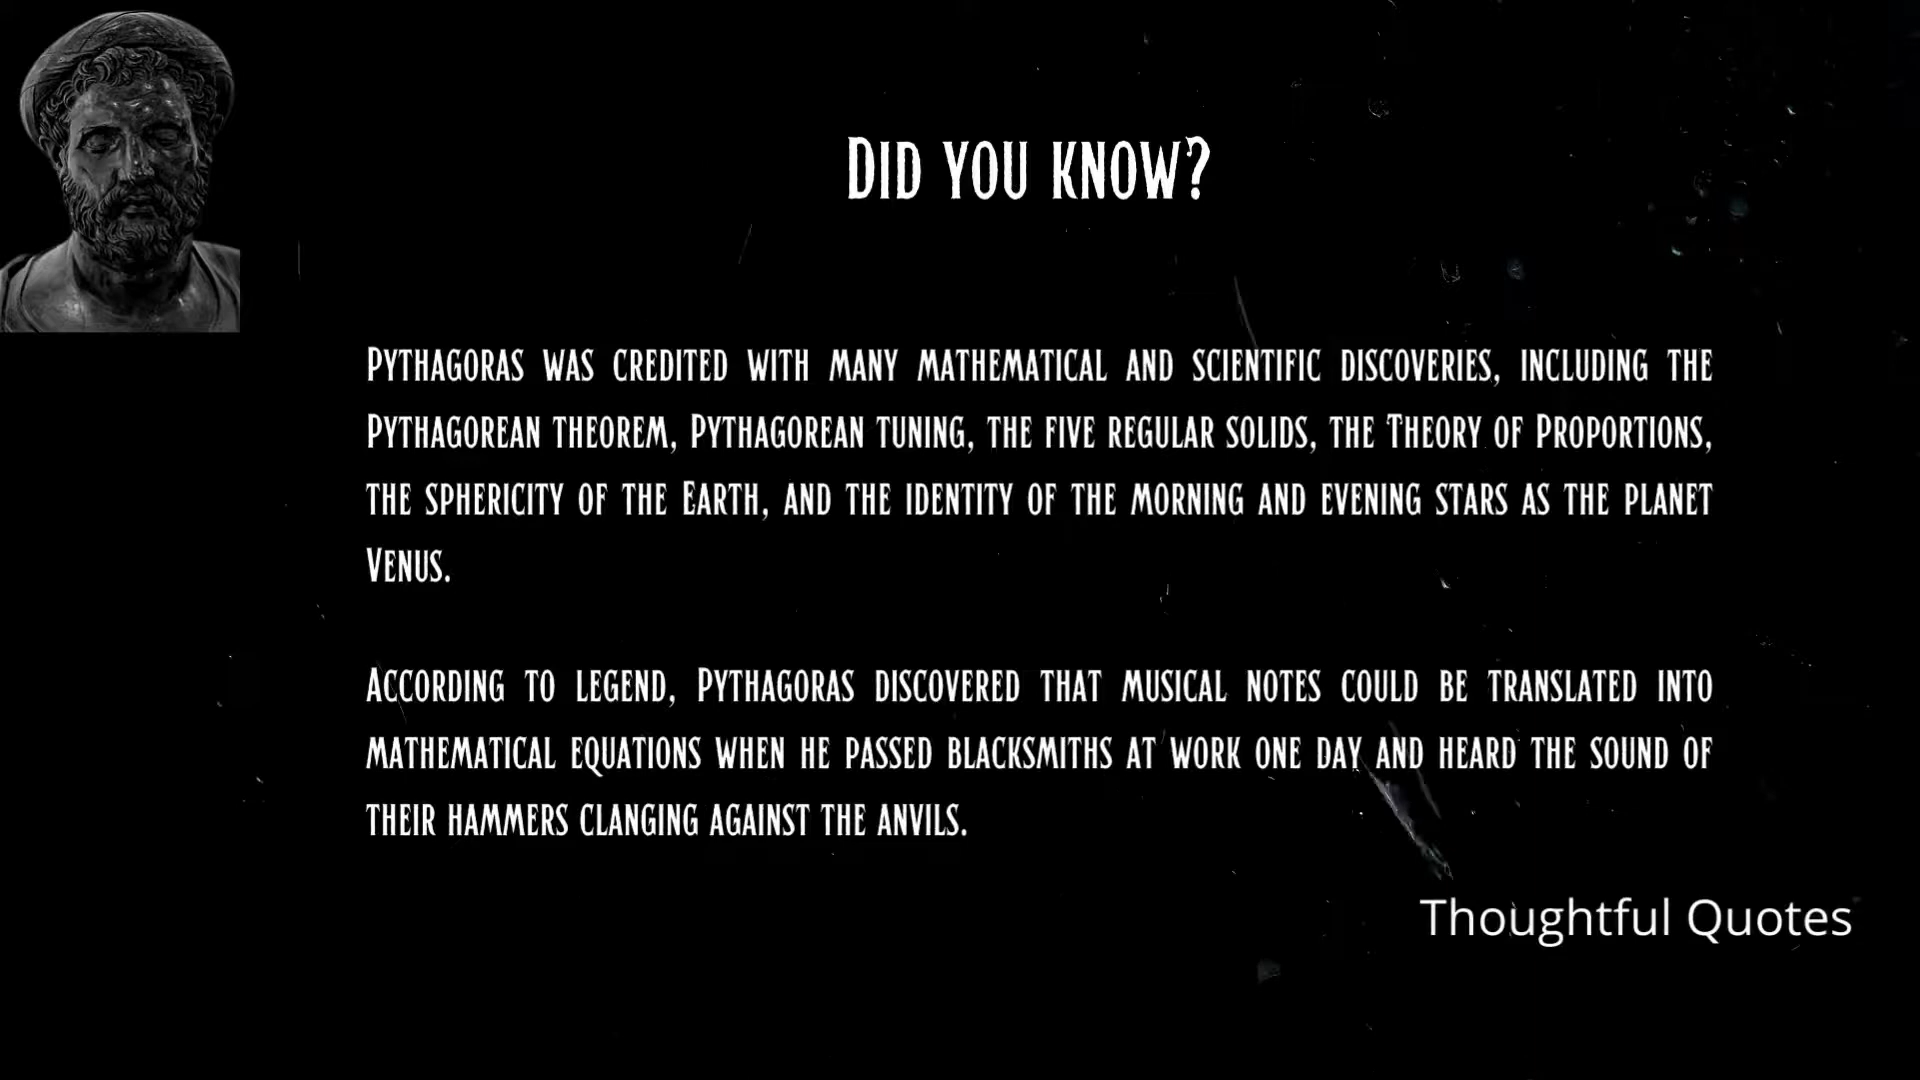 Did you know?
Pythagoras was credited with many mathematical and scientific discoveries, including the
Pythagorean theorem, Pythagorean tuning, the five regular solids, the Theory of Proportions,
the sphericity of the Earth, and the identity of the morning and evening stars as the planet
Venus.
According to legend, Pythagoras discovered that musical notes could be translated into
mathematical equations when he passed blacksmiths at work one day and heard the sound of
their hammers clanging against the anvils.
Thoughtful Quotes